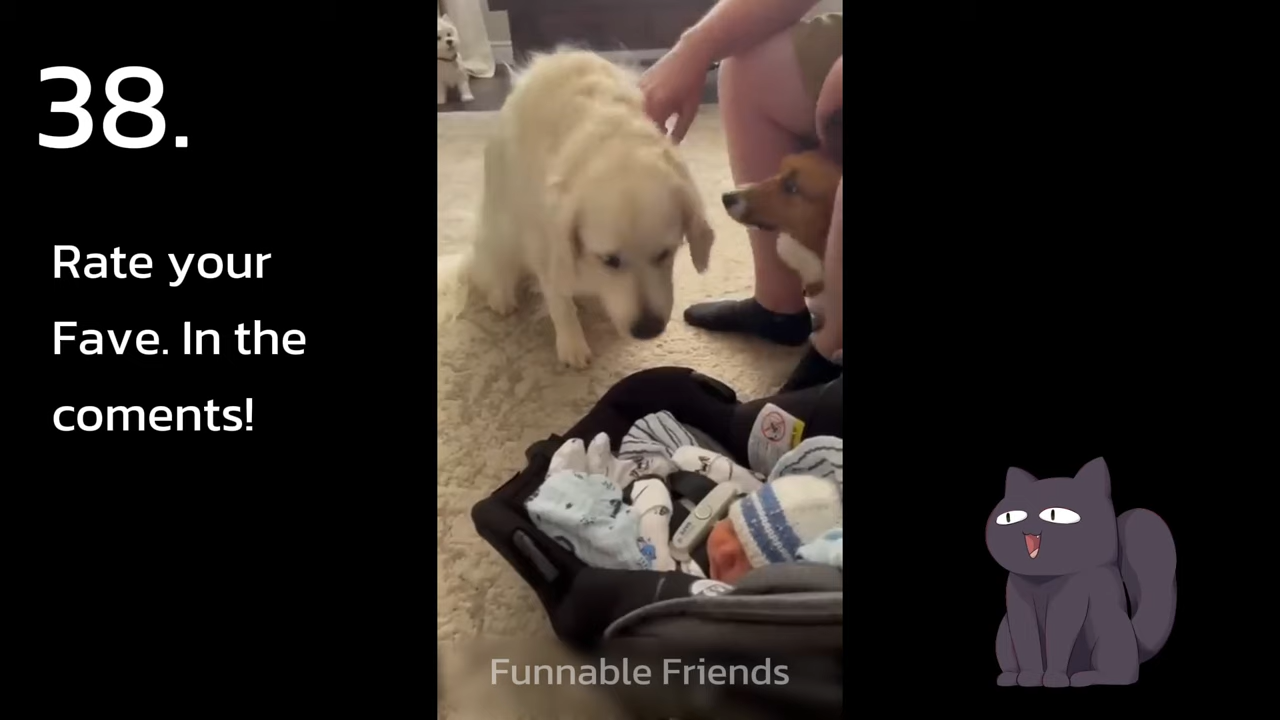 38.
Rate your
Fave. In the
coments!
Funnable Friends